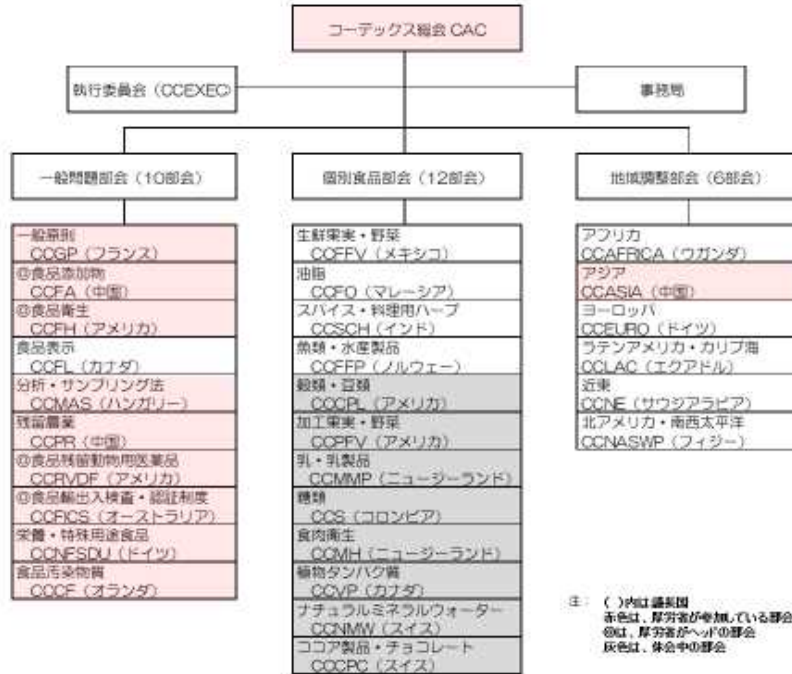 コーデックス総会 CAC
執行委員会（CCEXEC）
事務局
一般問題部会（10部会）
個別食品部会（12部会）
地域調整部会（6部会）
一般原則
CCGP（フランス）
◎食品添加物
CCFA（中国）
◎食品衛生
CCFH（アメリカ）
食品表示
CCFL（カナダ）
分析・サンプリング法
CCMAS（ハンガリー）
残留農薬
CCPR（中国）
◎食品残留動物用医薬品
CCRVDF（アメリカ）
◎食品輸出入検査・認証制度
CCFICS（オーストラリア）
栄養・特殊用途食品
CCNFSDU（ドイツ）
食品汚染物質
CCCF（オランダ）
生鮮果実・野菜
CCFFV（メキシコ）
油脂
CCFO（マレーシア）
スパイス・料理用ハーブ
CCSCH（インド）
魚類・水産製品
CCFFP（ノルウェー）
穀類・豆類
CCCPL（アメリカ）
加工果実・野菜
CCPFV（アメリカ）
乳・乳製品
CCMMP（ニュージーランド）
糖類
CCS（コロンビア）
食肉衛生
CCMH（ニュージーランド）
植物タンパク質
CCVP（カナダ）
ナチュラルミネラルウォーター
CCNMW（スイス）
ココア製品・チョコレート
CCCPC（スイス）
アフリカ
CCAFRICA（ウガンダ）
アジア
CCASIA（中国）
ヨーロッパ
CCEURO（ドイツ）
ラテンアメリカ・カリブ海
CCLAC（エクアドル）
近東
CCNE（サウジアラビア）
北アメリカ・南西太平洋
CCNASWP（フィジー）
注： （ ）内は議長国
赤色は、厚労省が参加している部会
◎は、厚労省がヘッドの部会
灰色は、休会中の部会